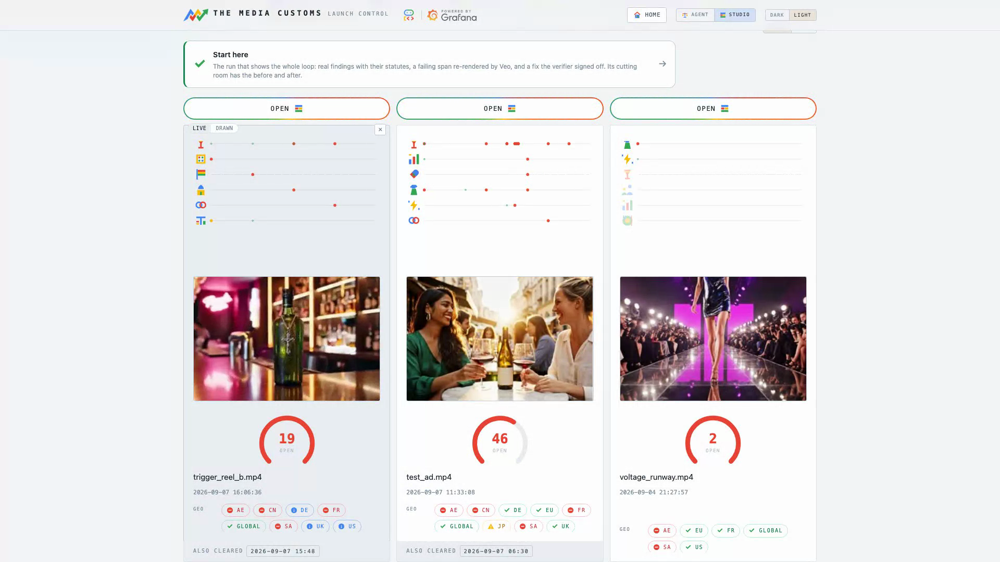 THE MEDIA CUSTOMS LAUNCH CONTROL
POWERED BY
Grafana
HOME
AGENT
STUDIO
DARK
LIGHT
Start here
The run that shows the whole loop: real findings with their statutes, a failing span re-rendered by Veo, and a fix the verifier signed off. Its cutting
room has the before and after.
OPEN
OPEN
OPEN
LIVE DRAWN
×
19
OPEN
trigger_reel_b.mp4
2026-09-07 16:06:36
GEO
AE CN DE FR
GLOBAL SA UK US
ALSO CLEARED 2026-09-07 15:48
46
OPEN
test_ad.mp4
2026-09-07 11:33:08
GEO
AE CN DE EU FR
GLOBAL JP SA UK
ALSO CLEARED 2026-09-07 06:30
2
OPEN
voltage_runway.mp4
2026-09-04 21:27:57
GEO
AE EU FR GLOBAL
SA US